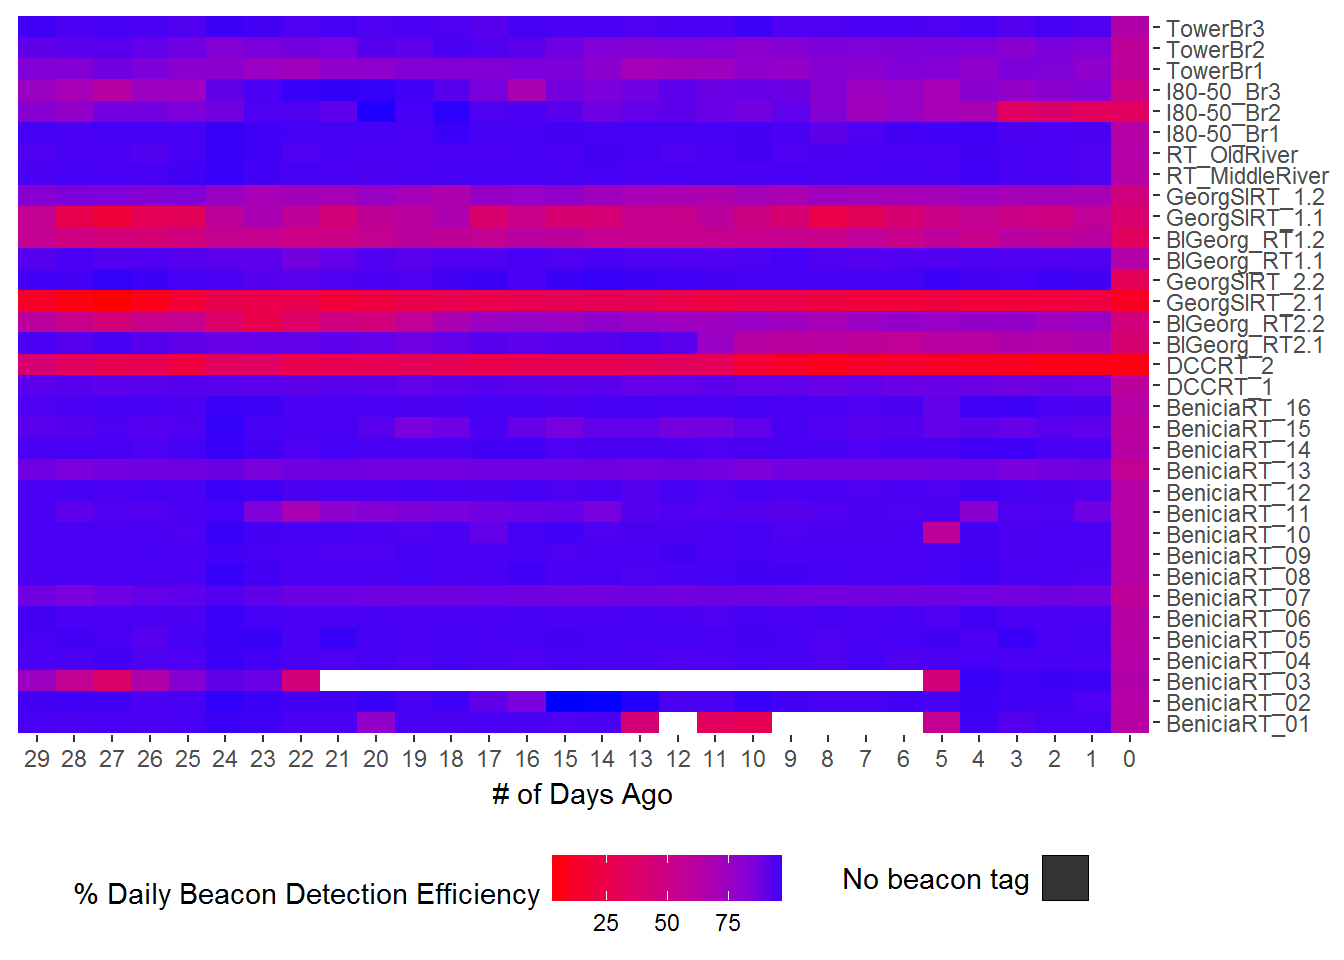 TowerBr3
TowerBr2
TowerBr1
I80-50_Br3
I80-50_Br2
I80-50_Br1
RT_OldRiver
RT_MiddleRiver
GeorgSlRT_1.2
GeorgSlRT_1.1
BlGeorg_RT1.2
BlGeorg_RT1.1
GeorgSlRT_2.2
GeorgSlRT_2.1
BlGeorg_RT2.2
BlGeorg_RT2.1
DCCRT_2
DCCRT_1
BeniciaRT_16
BeniciaRT_15
BeniciaRT_14
BeniciaRT_13
BeniciaRT_12
BeniciaRT_11
BeniciaRT_10
BeniciaRT_09
BeniciaRT_08
BeniciaRT_07
BeniciaRT_06
BeniciaRT_05
BeniciaRT_04
BeniciaRT_03
BeniciaRT_02
BeniciaRT_01
29 28 27 26 25 24 23 22 21 20 19 18 17 16 15 14 13 12 11 10 9 8 7 6 5 4 3 2 1 0
# of Days Ago
% Daily Beacon Detection Efficiency
25 50 75
No beacon tag